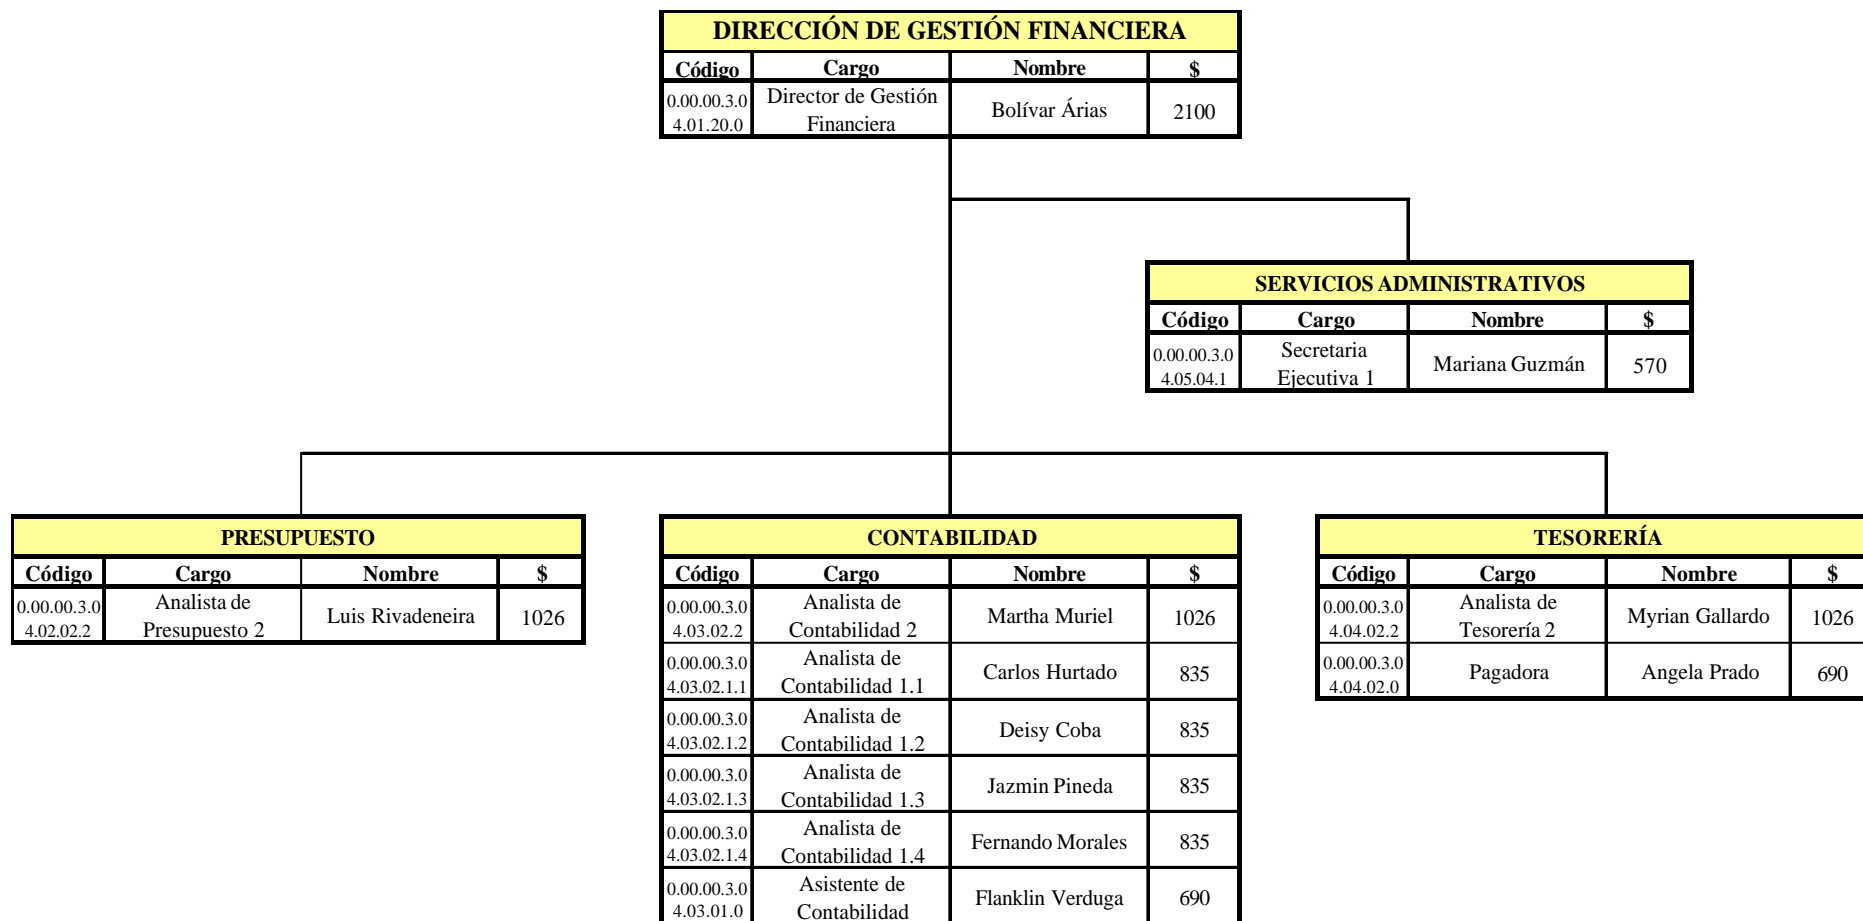 DIRECCIÓN DE GESTIÓN FINANCIERA
Código Cargo Nombre $
0.00.00.3.0 4.01.20.0 Director de Gestión Financiera Bolívar Árias 2100
SERVICIOS ADMINISTRATIVOS
Código Cargo Nombre $
0.00.00.3.0 4.05.04.1 Secretaria Ejecutiva 1 Mariana Guzmán 570
PRESUPUESTO
Código Cargo Nombre $
0.00.00.3.0 4.02.02.2 Analista de Presupuesto 2 Luis Rivadeneira 1026
CONTABILIDAD
Código Cargo Nombre $
0.00.00.3.0 4.03.02.2 Analista de Contabilidad 2 Martha Muriel 1026
0.00.00.3.0 4.03.02.1.1 Analista de Contabilidad 1.1 Carlos Hurtado 835
0.00.00.3.0 4.03.02.1.2 Analista de Contabilidad 1.2 Deisy Coba 835
0.00.00.3.0 4.03.02.1.3 Analista de Contabilidad 1.3 Jazmin Pineda 835
0.00.00.3.0 4.03.02.1.4 Analista de Contabilidad 1.4 Fernando Morales 835
0.00.00.3.0 4.03.01.0 Asistente de Contabilidad Flanklin Verduga 690
TESORERÍA
Código Cargo Nombre $
0.00.00.3.0 4.04.02.2 Analista de Tesorería 2 Myrian Gallardo 1026
0.00.00.3.0 4.04.02.0 Pagadora Angela Prado 690